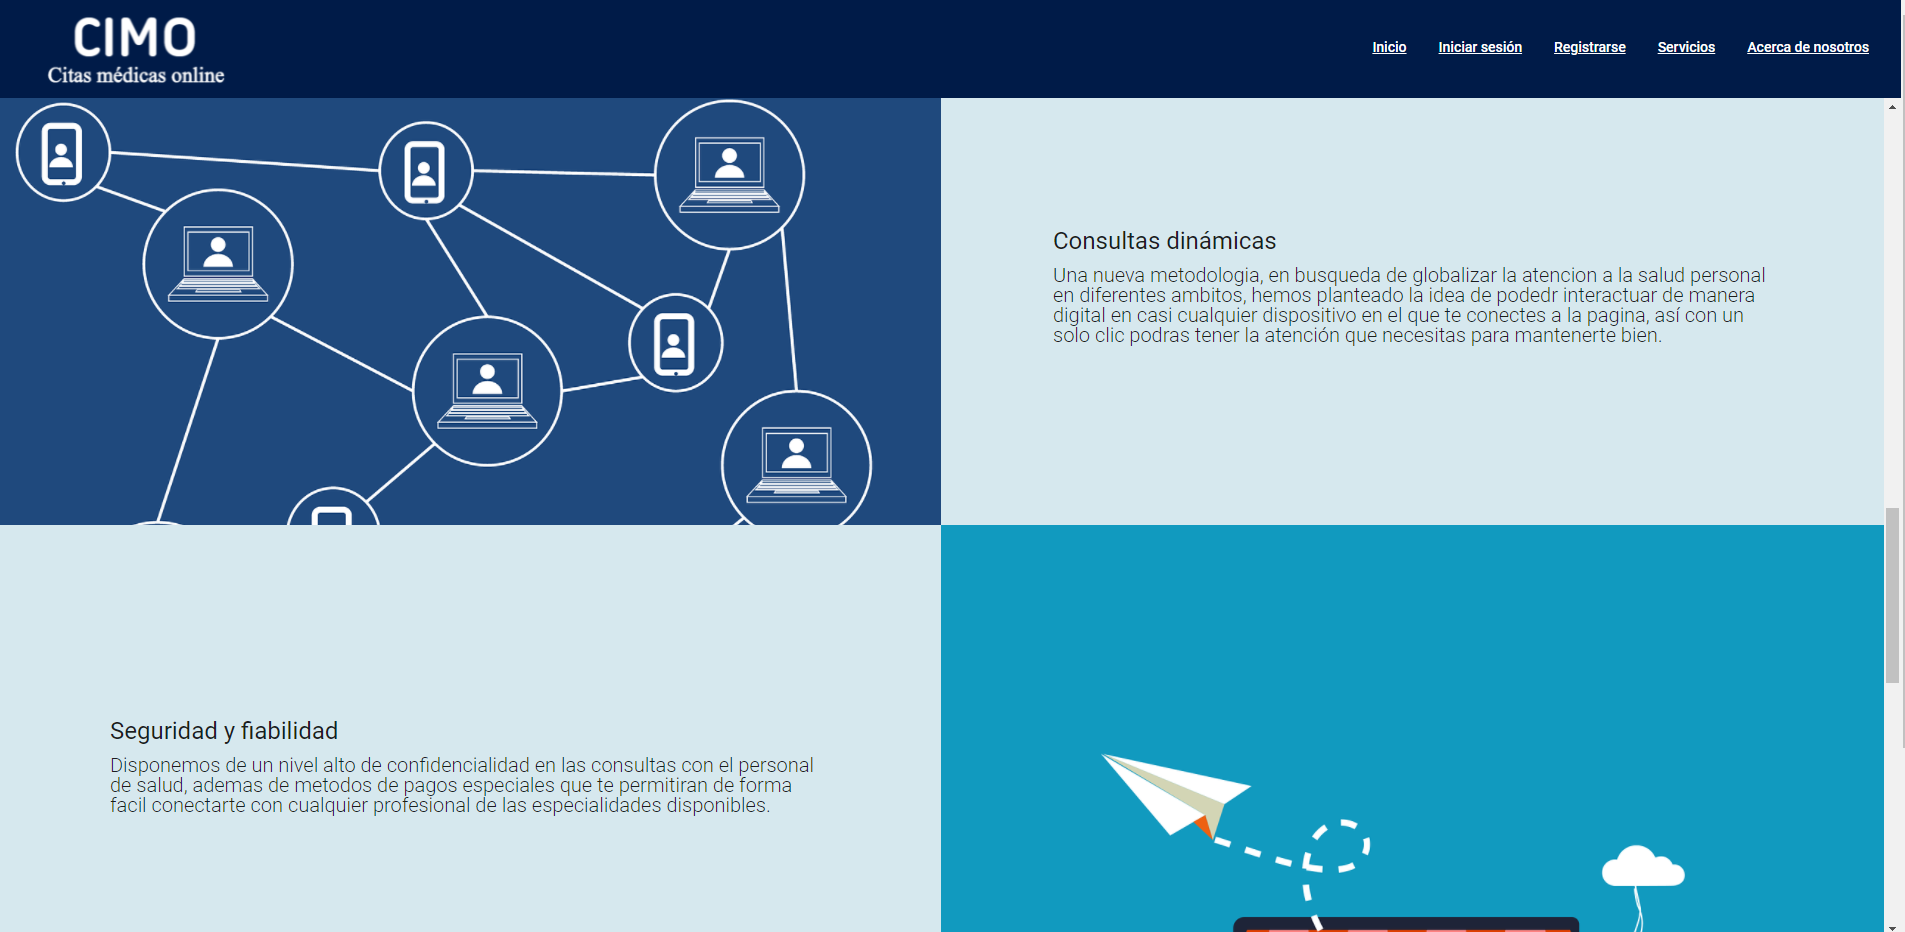 CIMO
Citas médicas online
Inicio Iniciar sesión Registrarse Servicios Acerca de nosotros
Consultas dinámicas
Una nueva metodologia, en busqueda de globalizar la atencion a la salud personal
en diferentes ambitos, hemos planteado la idea de podedr interactuar de manera
digital en casi cualquier dispositivo en el que te conectes a la pagina, así con un
solo clic podras tener la atención que necesitas para mantenerte bien.
Seguridad y fiabilidad
Disponemos de un nivel alto de confidencialidad en las consultas con el personal
de salud, ademas de metodos de pagos especiales que te permitiran de forma
facil conectarte con cualquier profesional de las especialidades disponibles.